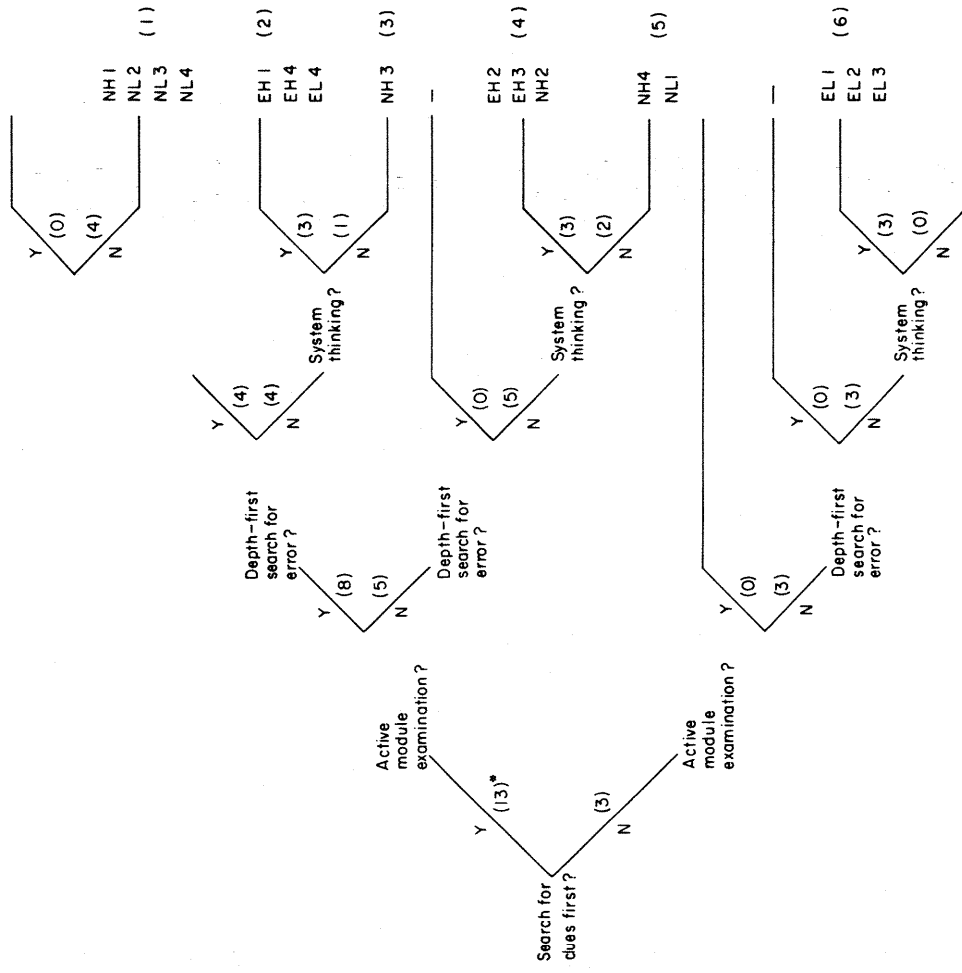 Search for
clues first?
Y
(13)*
(3)
N
Active
module
examination?
Active
module
examination?
Y
(8)
(5)
N
Y
(0)
(3)
N
Depth-first
search for
error?
Depth-first
search for
error?
Depth-first
search for
error?
Y
(4)
(4)
N
Y
(0)
(5)
N
Y
(0)
(3)
N
System
thinking?
System
thinking?
System
thinking?
Y
(0)
(4)
N
Y
(3)
(1)
N
Y
(3)
(2)
N
Y
(3)
(0)
N
NH1
NL2 (1)
NL3
NL4
EH1 (2)
EH4
EL4
NH3 (3)
–
EH2
EH3 (4)
NH2
NH4 (5)
NL1
–
EL1
EL2 (6)
EL3